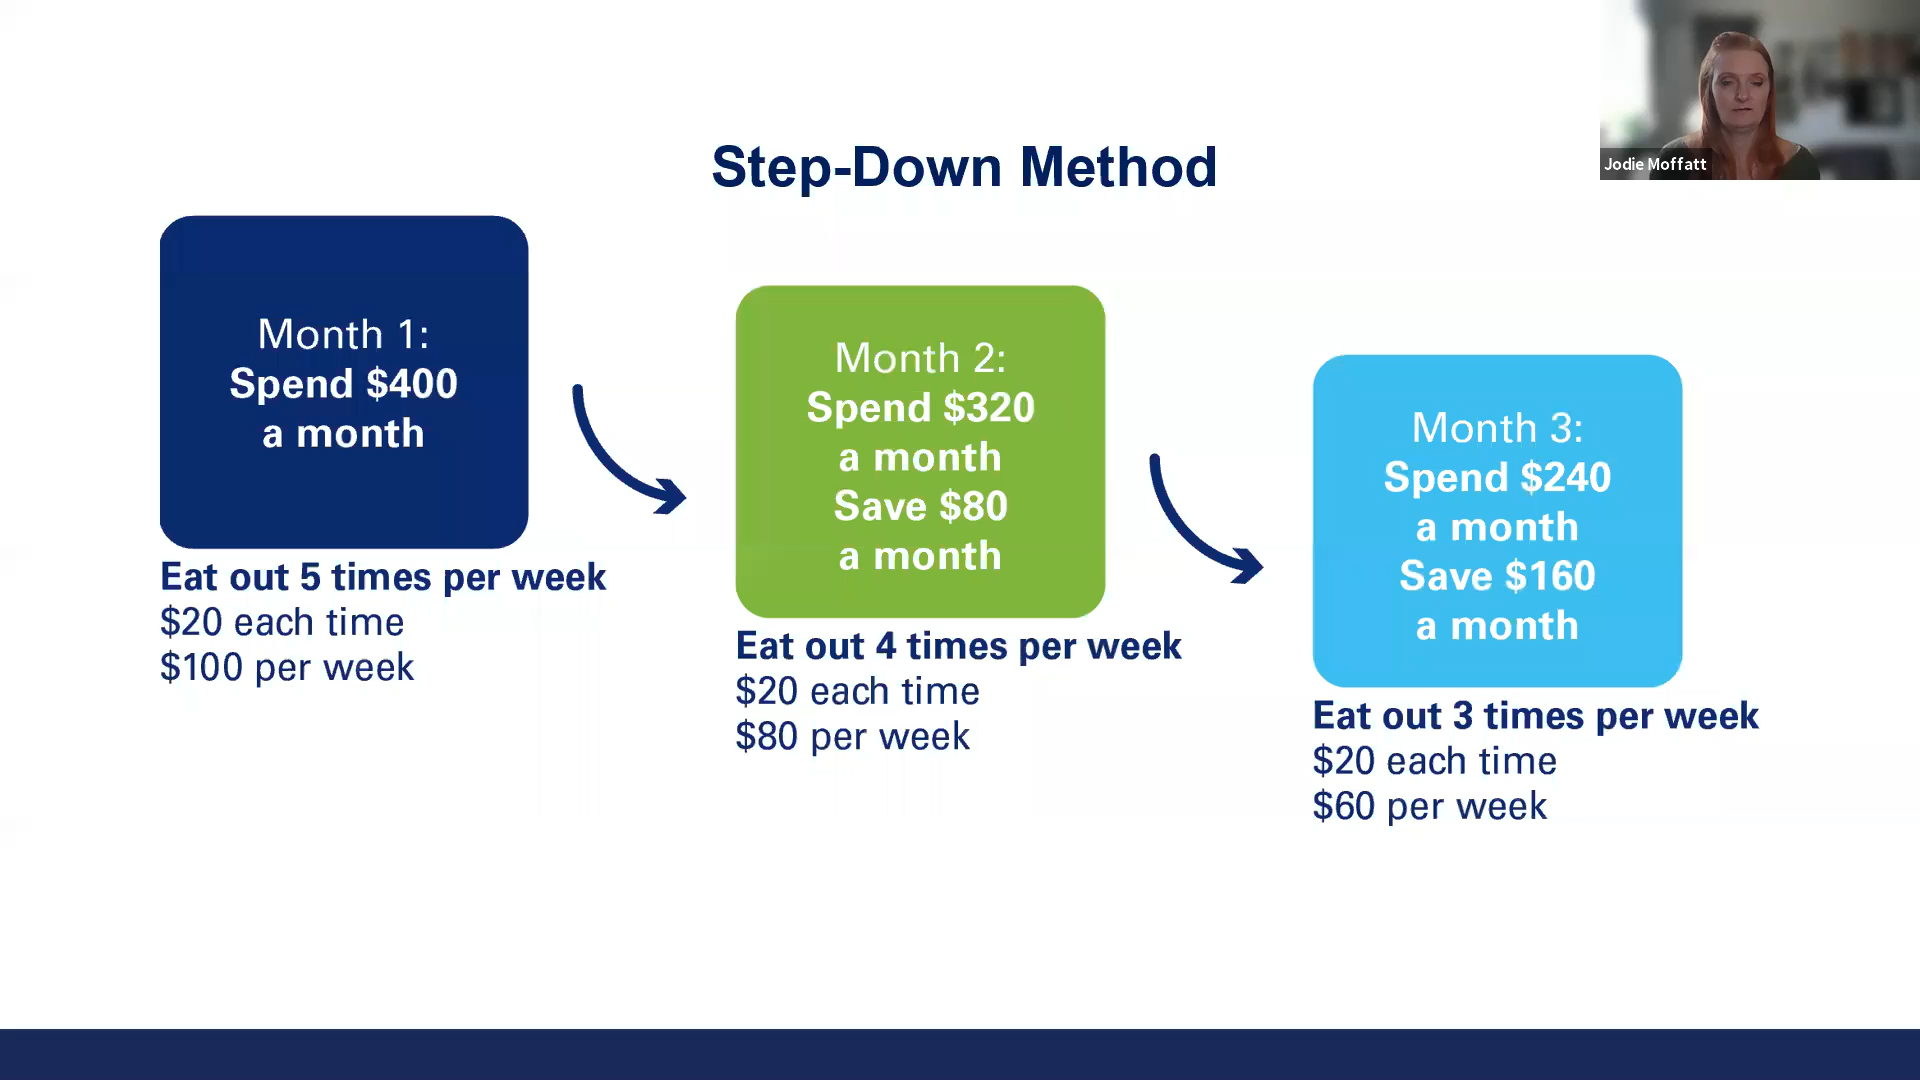 Jodie Moffatt
Step-Down Method
Month 1:
Spend $400
a month
Eat out 5 times per week
$20 each time
$100 per week
Month 2:
Spend $320
a month
Save $80
a month
Eat out 4 times per week
$20 each time
$80 per week
Month 3:
Spend $240
a month
Save $160
a month
Eat out 3 times per week
$20 each time
$60 per week